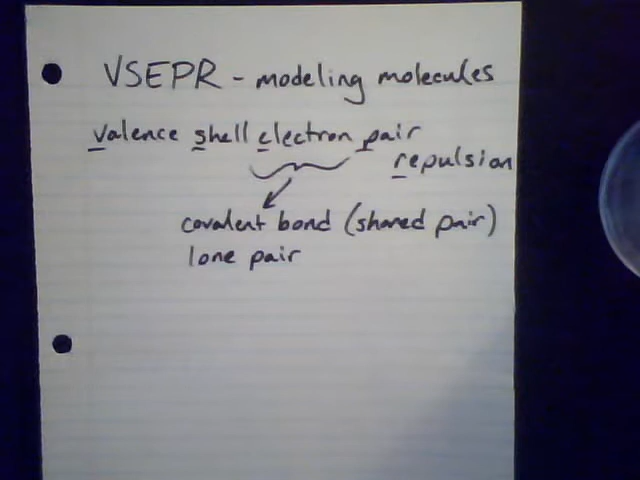 VSEPR - modeling molecules
valence shell electron pair
repulsion
covalent bond (shared pair)
lone pair